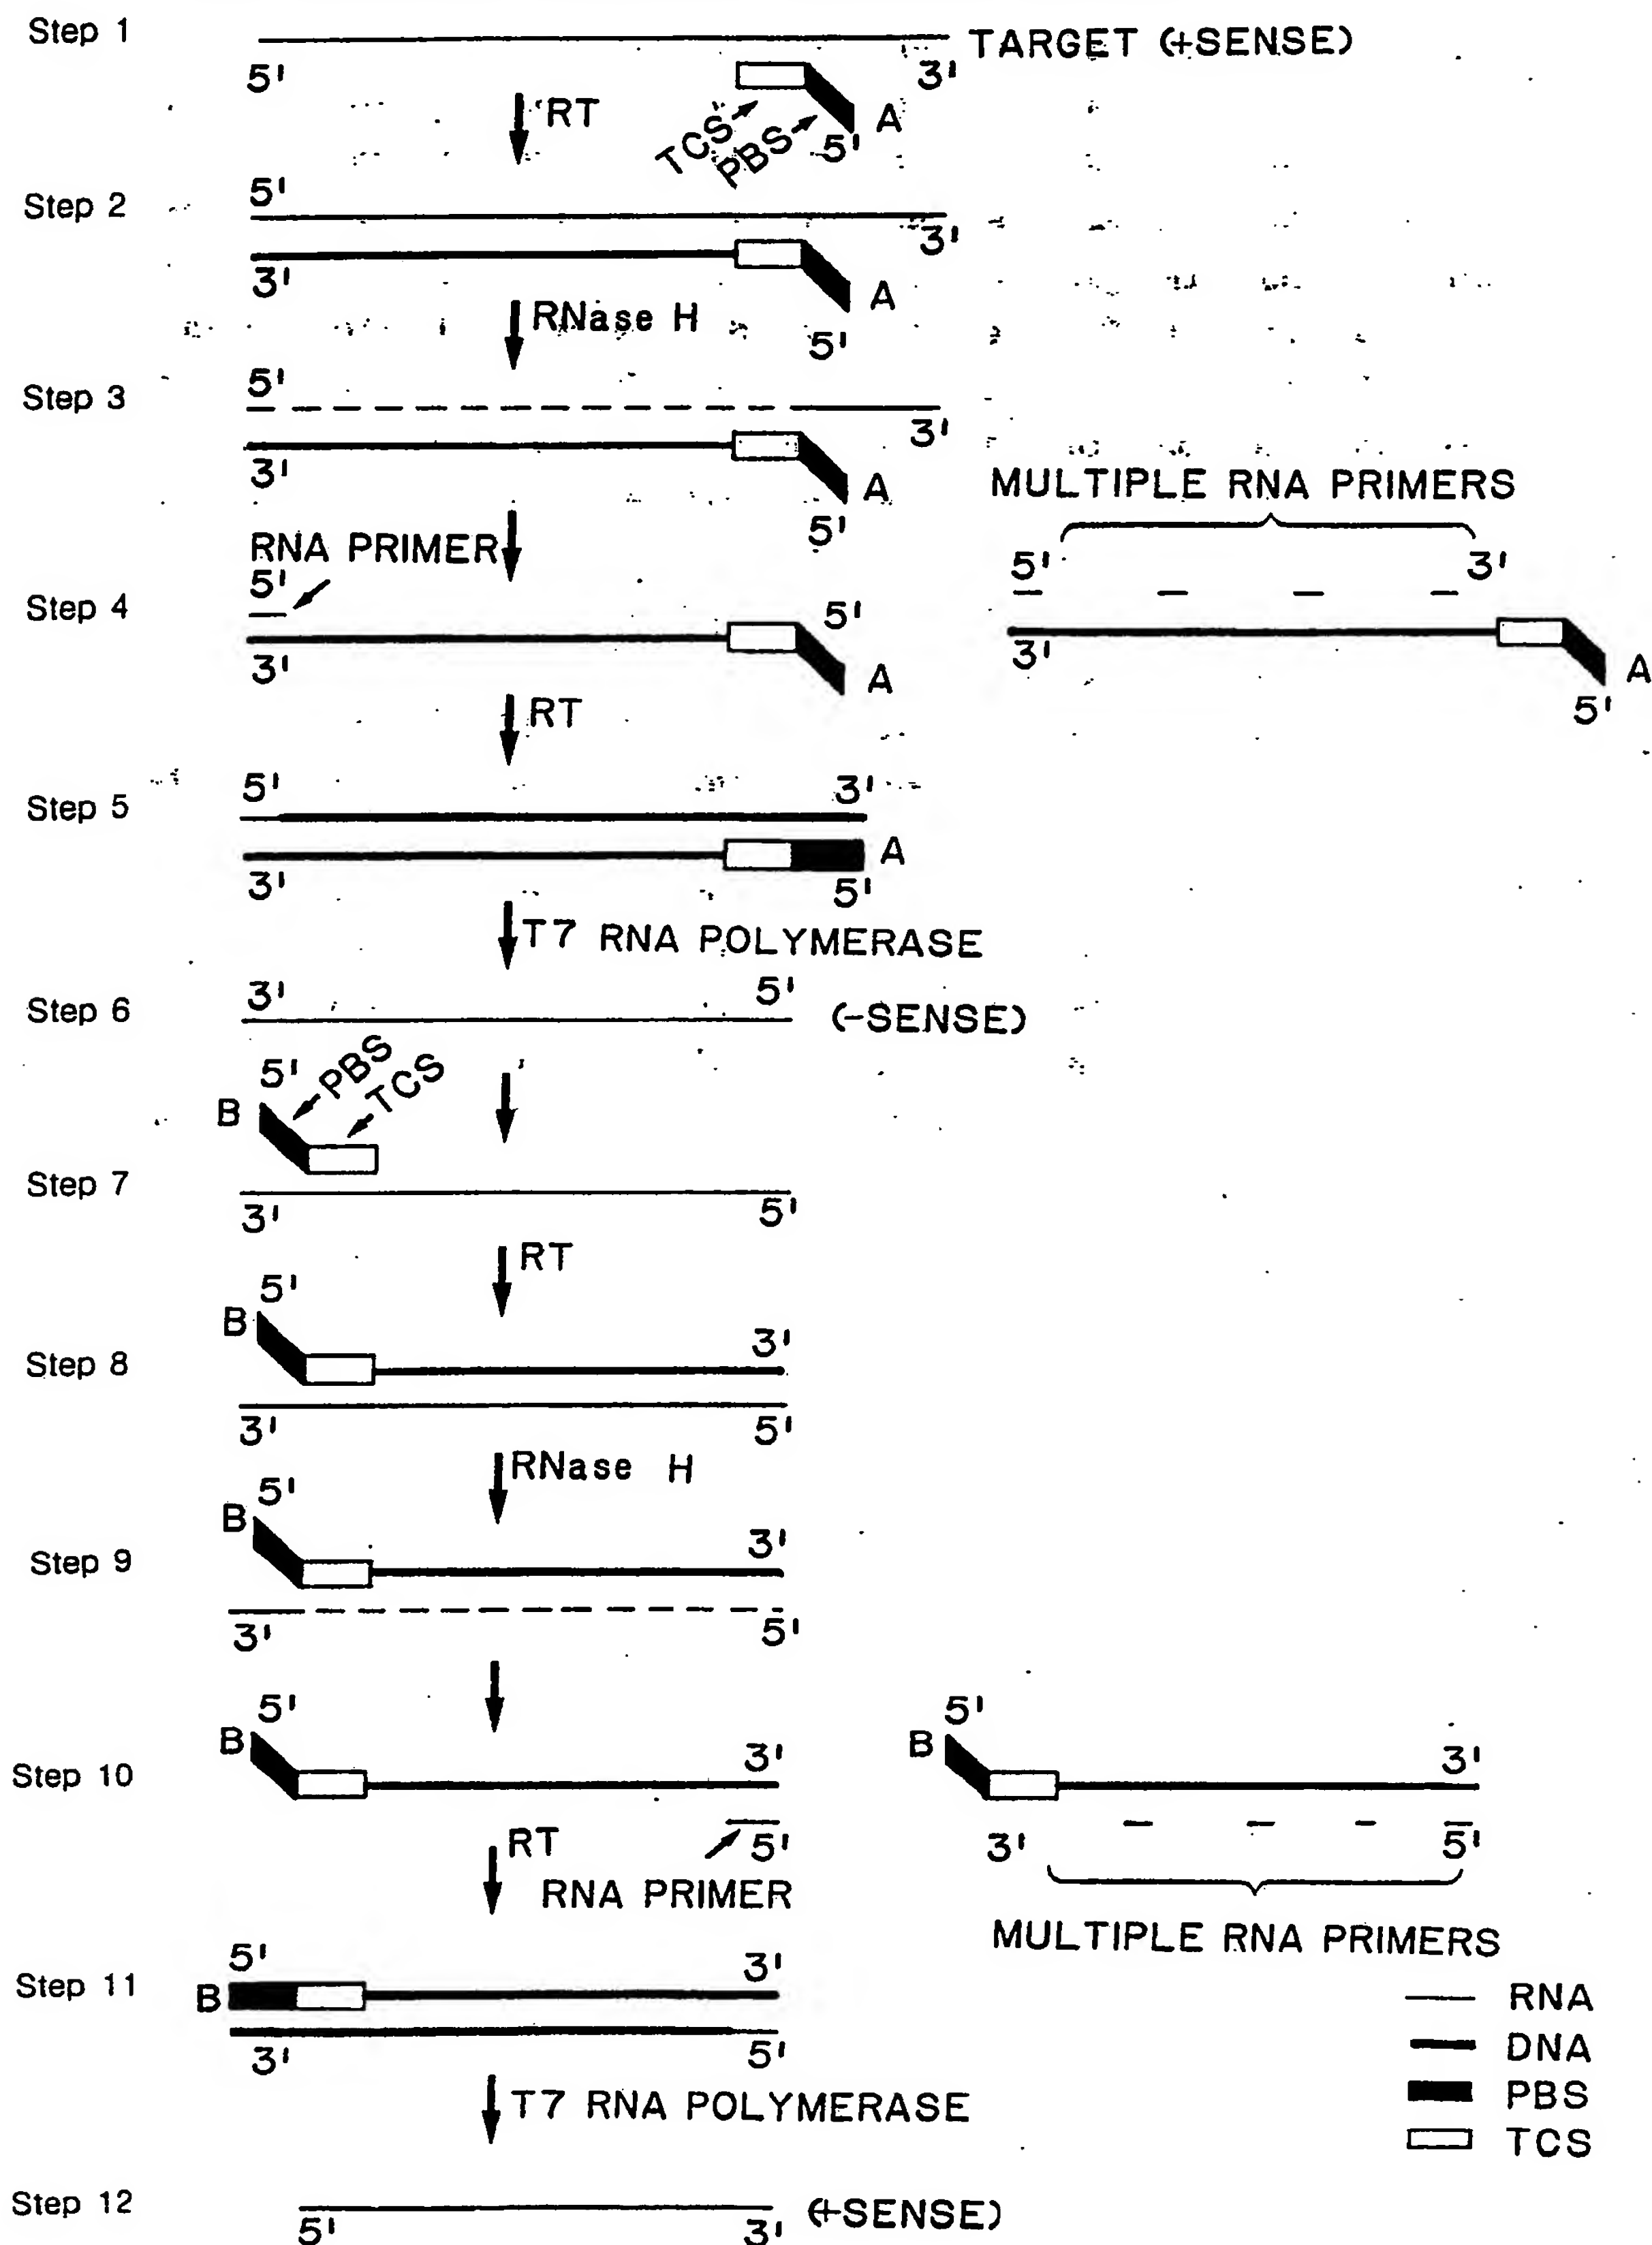 Step 1
TARGET (+SENSE)
5' 3'
RT
TCS
PBS
A
5'
Step 2
5'
3'
3'
A
RNase H
5'
Step 3
5'
3'
3'
A
5'
MULTIPLE RNA PRIMERS
RNA PRIMER
5'
5' 3'
Step 4
5'
3'
A
3'
A
5'
RT
Step 5
5' 3'
A
3' 5'
T7 RNA POLYMERASE
Step 6
3' 5'
(-SENSE)
5'
PBS
TCS
B
Step 7
3' 5'
RT
5'
B
3'
Step 8
3' 5'
RNase H
5'
B
3'
Step 9
3' 5'
5'
B
3'
Step 10
5'
B
3'
5'
3' 5'
RT
RNA PRIMER
MULTIPLE RNA PRIMERS
5' 3'
Step 11
B
3' 5'
RNA
DNA
PBS
TCS
T7 RNA POLYMERASE
Step 12
(+SENSE)
5' 3'